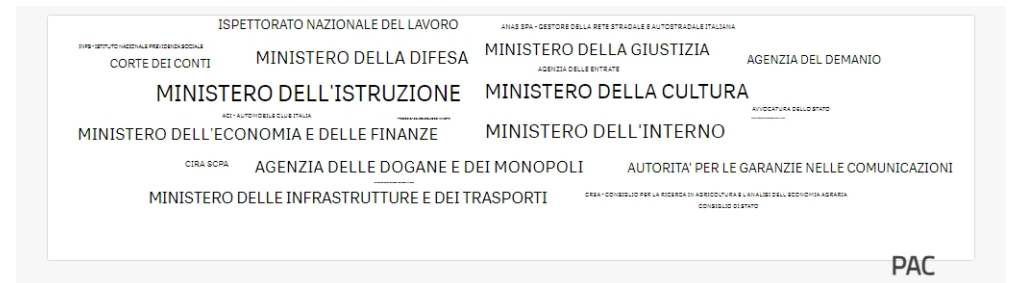 ISPETTORATO NAZIONALE DEL LAVORO
ANAS SPA - GESTORE DELLA RETE STRADALE E AUTOSTRADALE ITALIANA
INPS - ISTITUTO NAZIONALE PREVIDENZA SOCIALE
MINISTERO DELLA GIUSTIZIA
CORTE DEI CONTI
MINISTERO DELLA DIFESA
AGENZIA DEL DEMANIO
AGENZIA DELLE ENTRATE
MINISTERO DELL'ISTRUZIONE
MINISTERO DELLA CULTURA
AVVOCATURA DELLO STATO
ACI - AUTOMOBILE CLUB ITALIA
MINISTERO DELL'ECONOMIA E DELLE FINANZE
MINISTERO DELL'INTERNO
CIRA SCPA
AGENZIA DELLE DOGANE E DEI MONOPOLI
AUTORITA' PER LE GARANZIE NELLE COMUNICAZIONI
MINISTERO DELLE INFRASTRUTTURE E DEI TRASPORTI
CREA - CONSIGLIO PER LA RICERCA IN AGRICOLTURA E L'ANALISI DELL'ECONOMIA AGRARIA
CONSIGLIO DI STATO
PAC